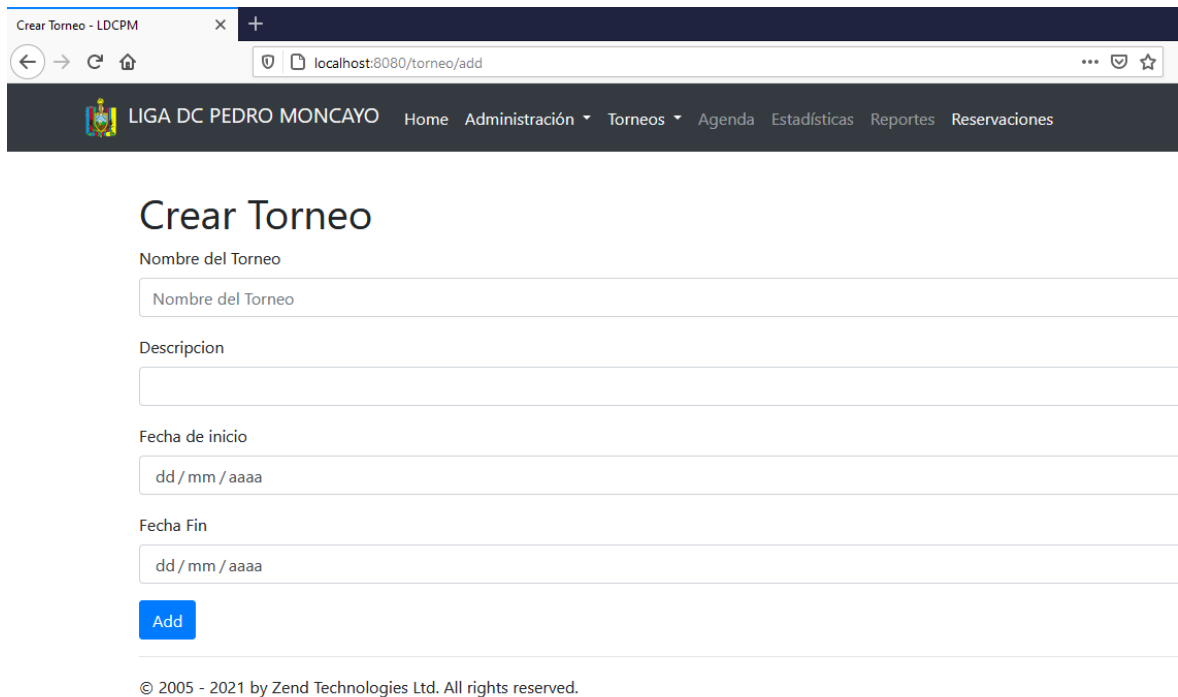 Crear Torneo - LDCPM
localhost:8080/torneo/add
LIGA DC PEDRO MONCAYO Home Administración Torneos Agenda Estadísticas Reportes Reservaciones
Crear Torneo
Nombre del Torneo
Nombre del Torneo
Descripcion
Fecha de inicio
dd / mm / aaaa
Fecha Fin
dd / mm / aaaa
Add
© 2005 - 2021 by Zend Technologies Ltd. All rights reserved.